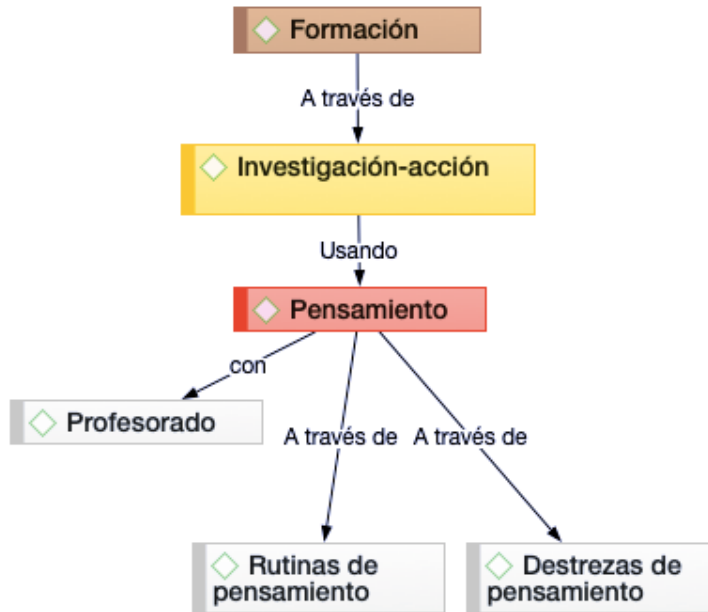 Formación
A través de
Investigación-acción
Usando
Pensamiento
con
Profesorado
A través de
A través de
Rutinas de
pensamiento
Destrezas de
pensamiento